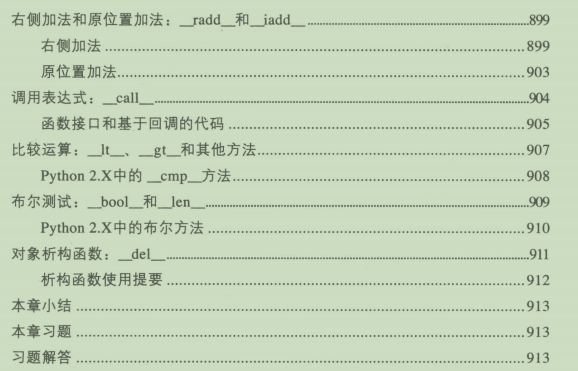 右侧加法和原位置加法：__radd__和__iadd__ ........ 899
右侧加法 ........ 899
原位置加法 ........ 903
调用表达式：__call__ ........ 904
函数接口和基于回调的代码 ........ 905
比较运算：__lt__、__gt__和其他方法 ........ 907
Python 2.X中的 __cmp__方法 ........ 908
布尔测试：__bool__和__len__ ........ 909
Python 2.X中的布尔方法 ........ 910
对象析构函数：__del__ ........ 911
析构函数使用提要 ........ 912
本章小结 ........ 913
本章习题 ........ 913
习题解答 ........ 913